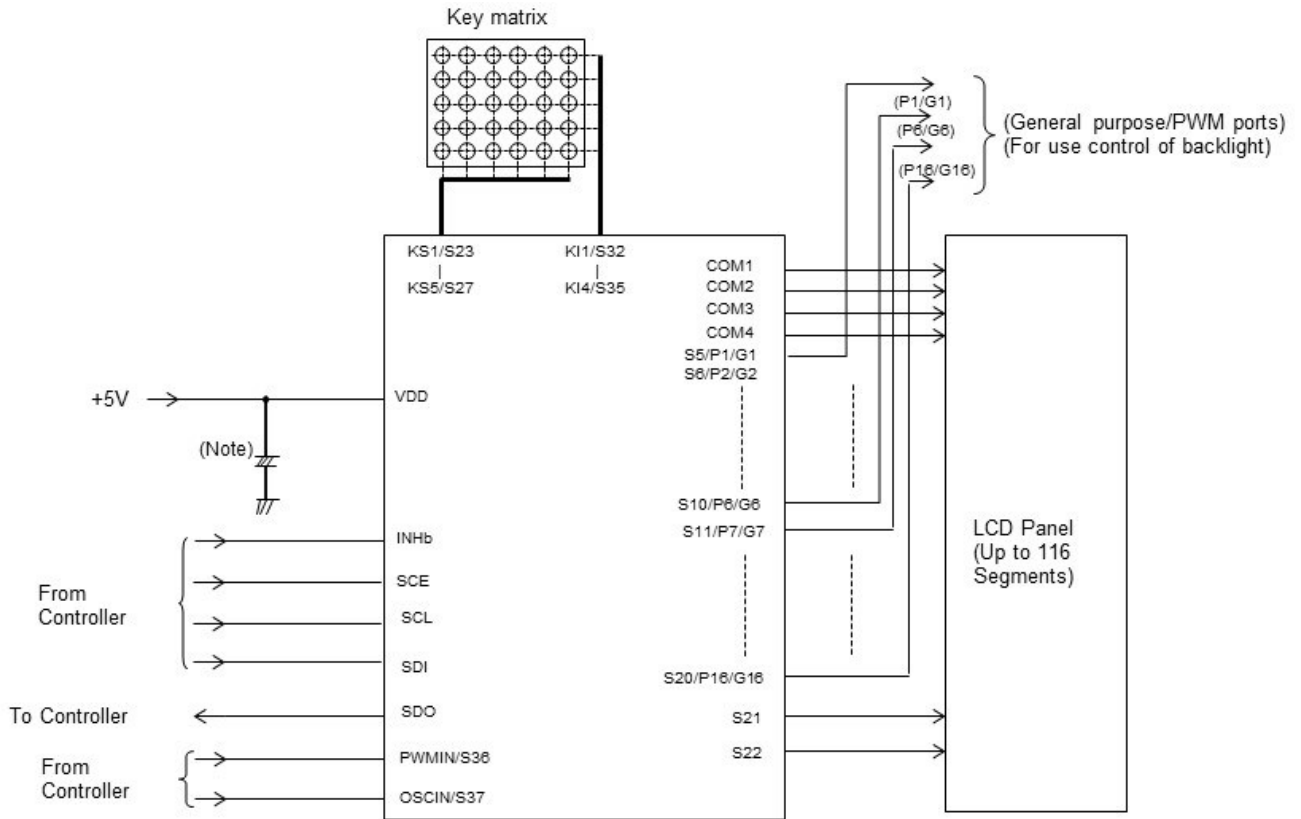 Key matrix
(P1/G1)
(P6/G6)
(P16/G16)
(General purpose/PWM ports)
(For use control of backlight)
KS1/S23
KS5/S27
KI1/S32
KI4/S35
COM1
COM2
COM3
COM4
S5/P1/G1
S6/P2/G2
+5V
VDD
(Note)
S10/P6/G6
S11/P7/G7
LCD Panel
(Up to 116
Segments)
INHb
SCE
SCL
SDI
From
Controller
S20/P16/G16
To Controller
SDO
S21
S22
PWMIN/S36
OSCIN/S37
From
Controller